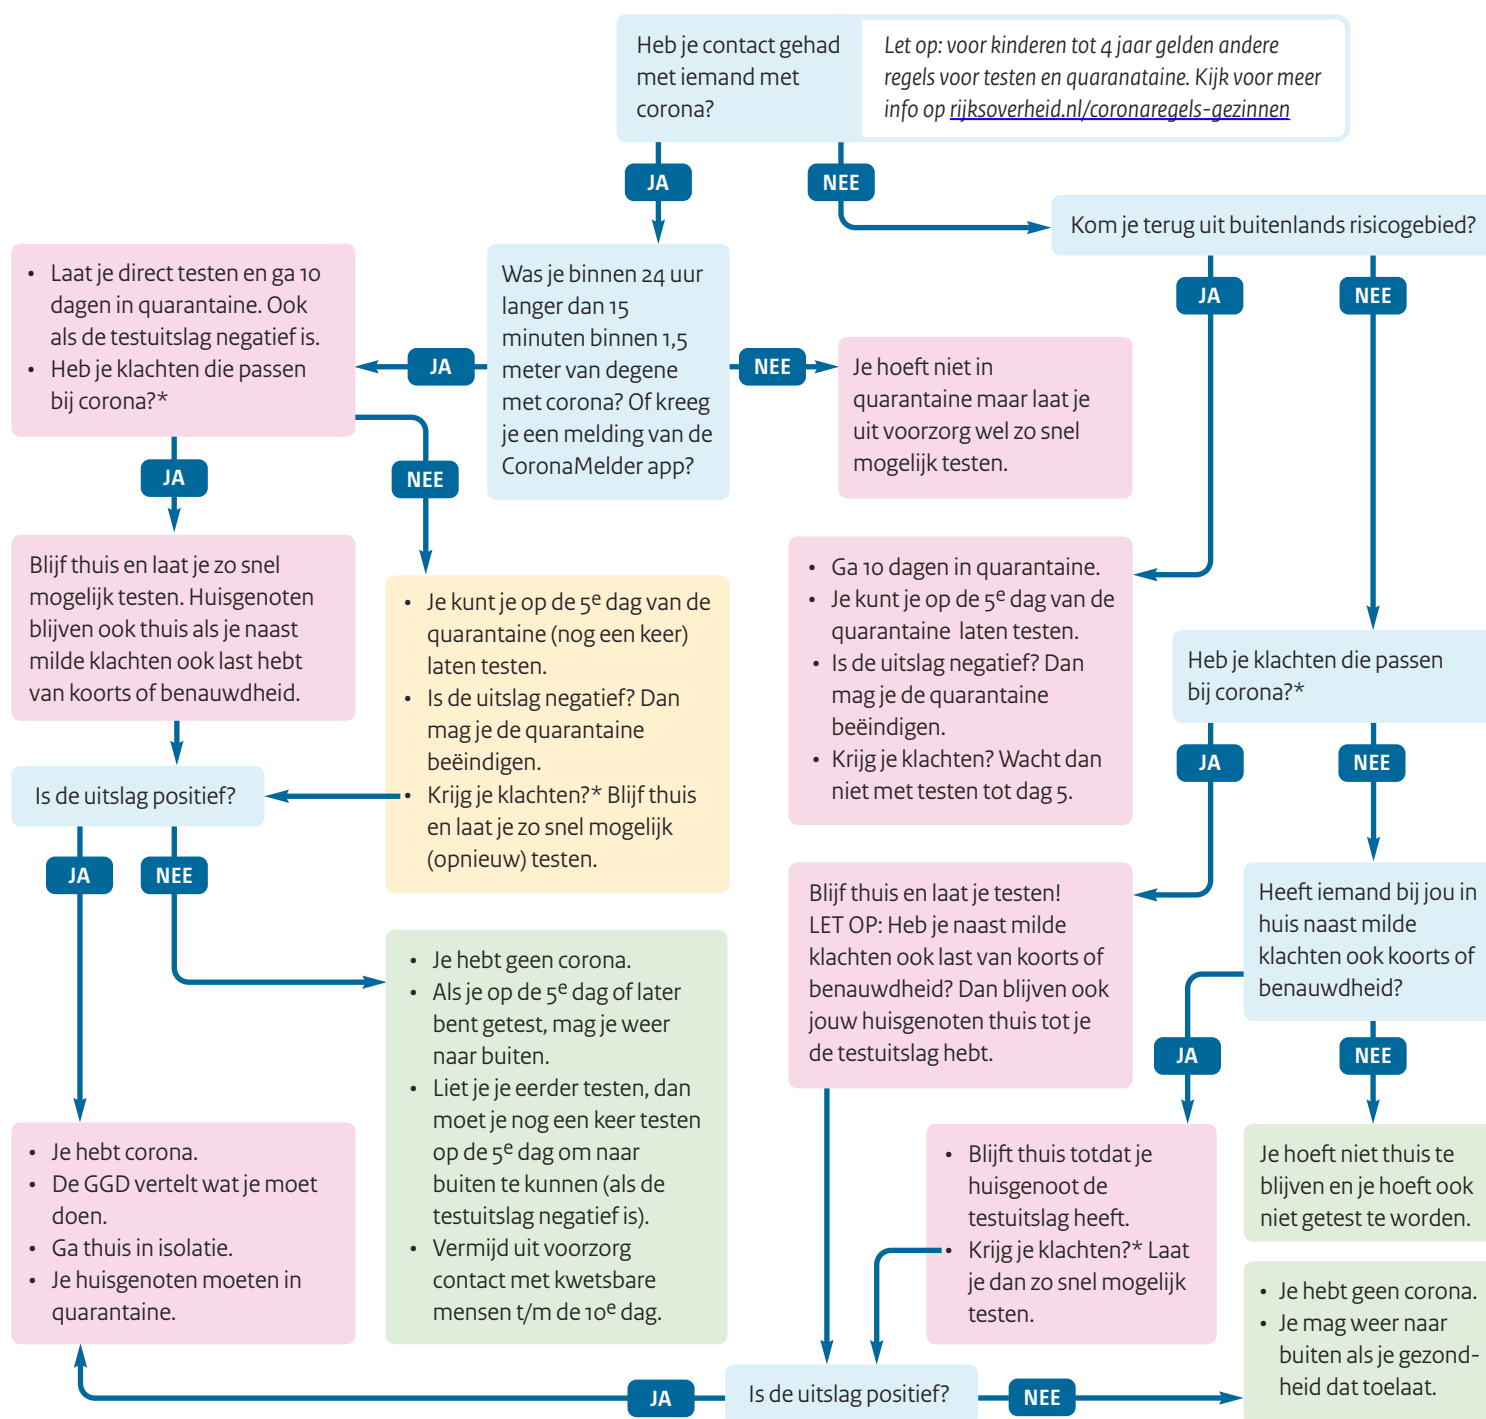 Heb je contact gehad
met iemand met
corona?
Let op: voor kinderen tot 4 jaar gelden andere
regels voor testen en quaranataine. Kijk voor meer
info op rijksoverheid.nl/coronaregels-gezinnen
JA
NEE
Kom je terug uit buitenlands risicogebied?
JA
NEE
• Laat je direct testen en ga 10
dagen in quarantaine. Ook
als de testuitslag negatief is.
• Heb je klachten die passen
bij corona?*
JA
Was je binnen 24 uur
langer dan 15
minuten binnen 1,5
meter van degene
met corona? Of kreeg
je een melding van de
CoronaMelder app?
NEE
Je hoeft niet in
quarantaine maar laat je
uit voorzorg wel zo snel
mogelijk testen.
JA
NEE
Blijf thuis en laat je zo snel
mogelijk testen. Huisgenoten
blijven ook thuis als je naast
milde klachten ook last hebt
van koorts of benauwdheid.
• Je kunt je op de 5e dag van de
quarantaine (nog een keer)
laten testen.
• Is de uitslag negatief? Dan
mag je de quarantaine
beëindigen.
• Krijg je klachten?* Blijf thuis
en laat je zo snel mogelijk
(opnieuw) testen.
• Ga 10 dagen in quarantaine.
• Je kunt je op de 5e dag van de
quarantaine laten testen.
• Is de uitslag negatief? Dan
mag je de quarantaine
beëindigen.
• Krijg je klachten? Wacht dan
niet met testen tot dag 5.
Heb je klachten die passen
bij corona?*
JA
NEE
Is de uitslag positief?
JA
NEE
Blijf thuis en laat je testen!
LET OP: Heb je naast milde
klachten ook last van koorts of
benauwdheid? Dan blijven ook
jouw huisgenoten thuis tot je
de testuitslag hebt.
Heeft iemand bij jou in
huis naast milde
klachten ook koorts of
benauwdheid?
JA
NEE
• Je hebt geen corona.
• Als je op de 5e dag of later
bent getest, mag je weer
naar buiten.
• Liet je je eerder testen, dan
moet je nog een keer testen
op de 5e dag om naar
buiten te kunnen (als de
testuitslag negatief is).
• Vermijd uit voorzorg
contact met kwetsbare
mensen t/m de 10e dag.
• Je hebt corona.
• De GGD vertelt wat je moet
doen.
• Ga thuis in isolatie.
• Je huisgenoten moeten in
quarantaine.
• Blijft thuis totdat je
huisgenoot de
testuitslag heeft.
• Krijg je klachten?* Laat
je dan zo snel mogelijk
testen.
Je hoeft niet thuis te
blijven en je hoeft ook
niet getest te worden.
• Je hebt geen corona.
• Je mag weer naar
buiten als je gezond-
heid dat toelaat.
JA
Is de uitslag positief?
NEE